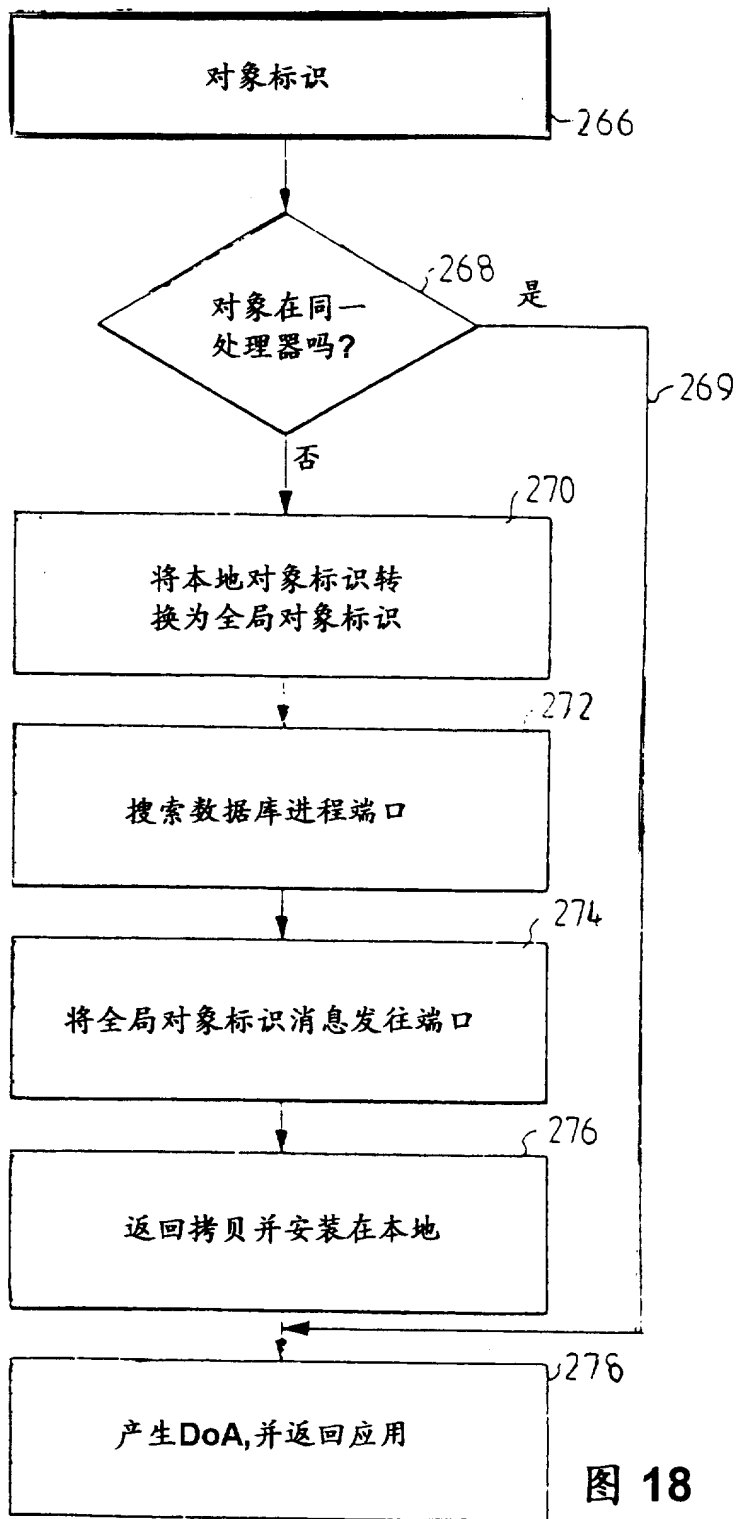 对象标识
266
268
对象在同一
处理器吗?
是
269
否
270
将本地对象标识转
换为全局对象标识
272
搜索数据库进程端口
274
将全局对象标识消息发往端口
276
返回拷贝并安装在本地
278
产生DoA,并返回应用
图 18